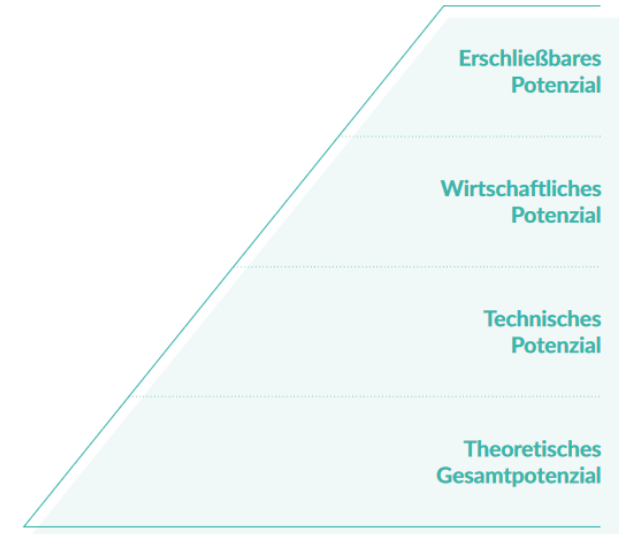 Erschließbares
Potenzial
Wirtschaftliches
Potenzial
Technisches
Potenzial
Theoretisches
Gesamtpotenzial